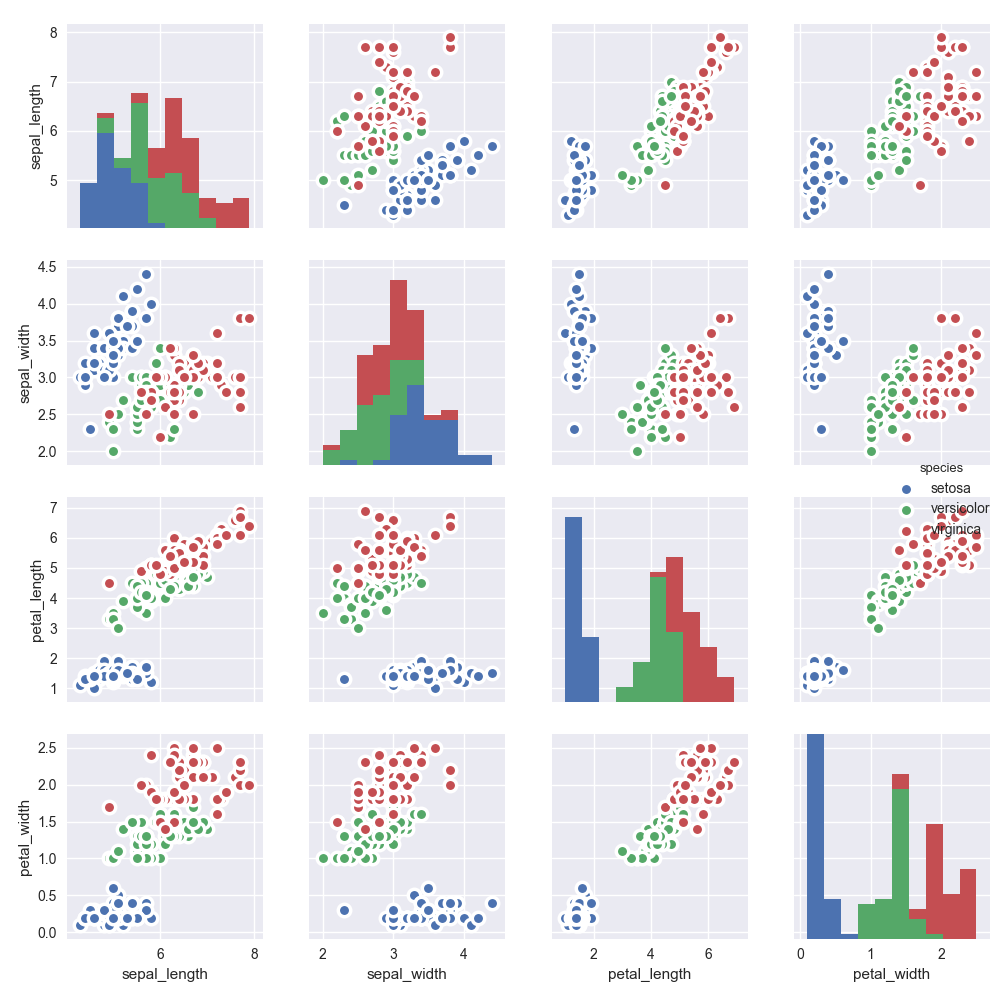 8
7
6
5
sepal_length
6 8
4.5
4.0
3.5
3.0
2.5
2.0
sepal_width
species
setosa
versicolor
virginica
7
6
5
4
3
2
1
petal_length
2.5
2.0
1.5
1.0
0.5
0.0
petal_width
6 8 2 3 4 2 4 6 0 1 2
sepal_length sepal_width petal_length petal_width